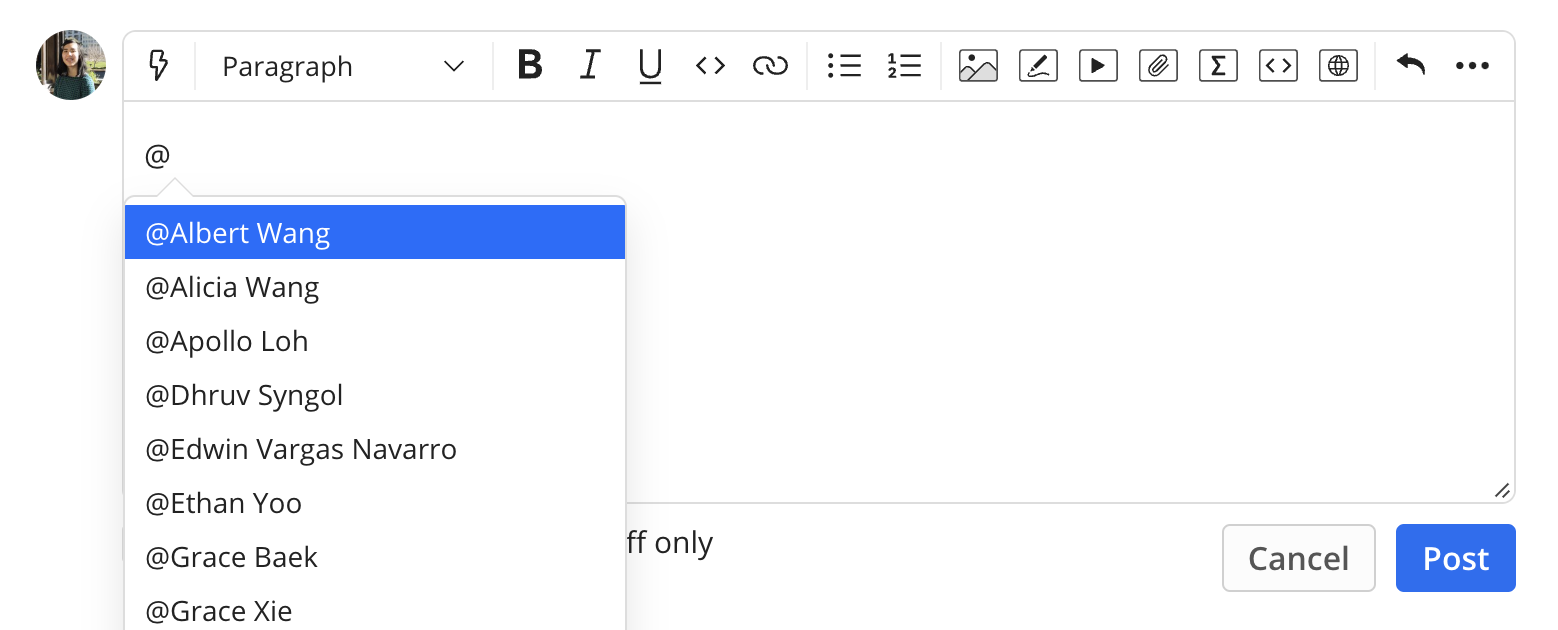 Paragraph
B I U
@
@Albert Wang
@Alicia Wang
@Apollo Loh
@Dhruv Syngol
@Edwin Vargas Navarro
@Ethan Yoo
@Grace Baek
@Grace Xie
ff only
Cancel
Post